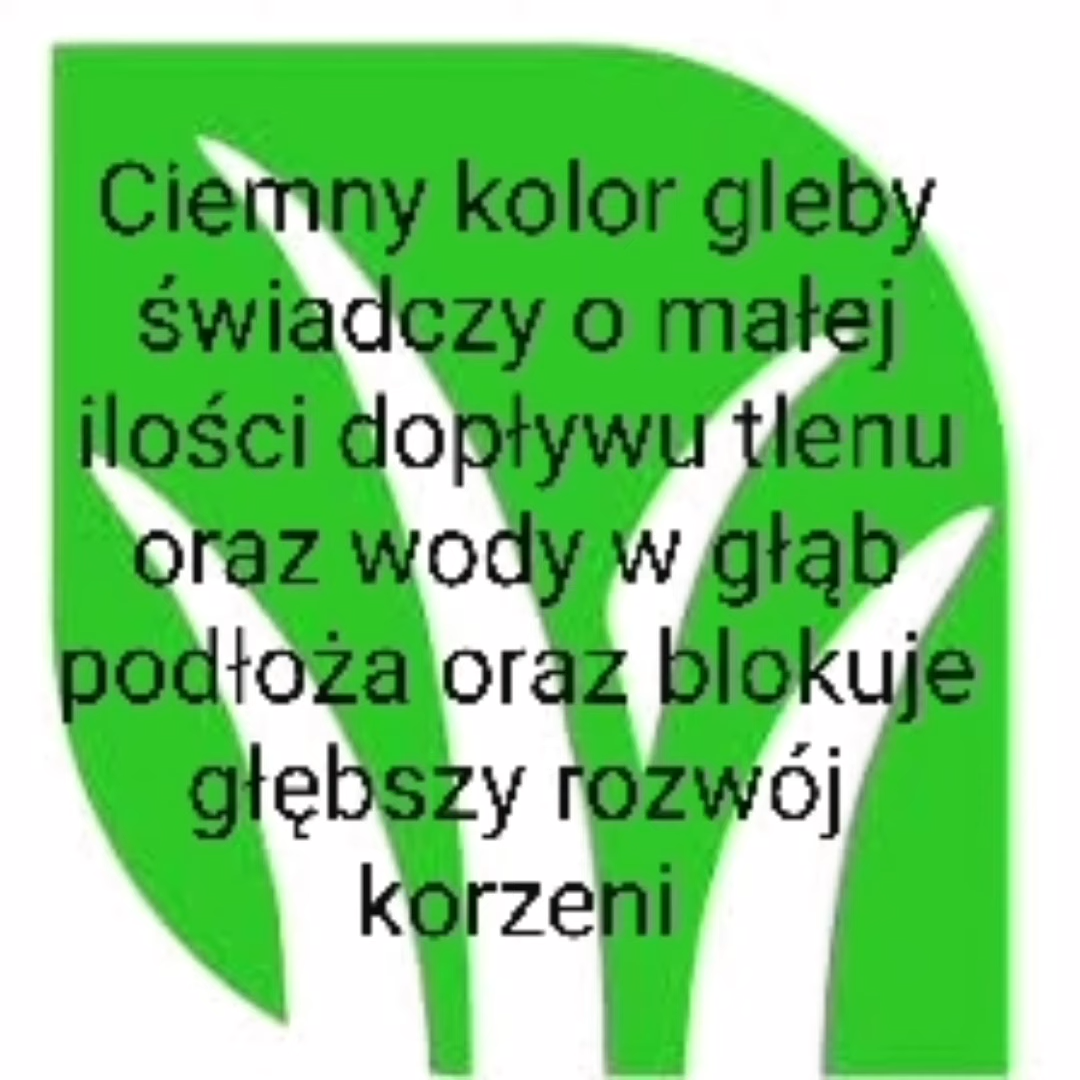 Ciemny kolor gleby
świadczy o małej
ilości dopływu tlenu
oraz wody w głąb
podłoża oraz blokuje
głębszy rozwój
korzeni